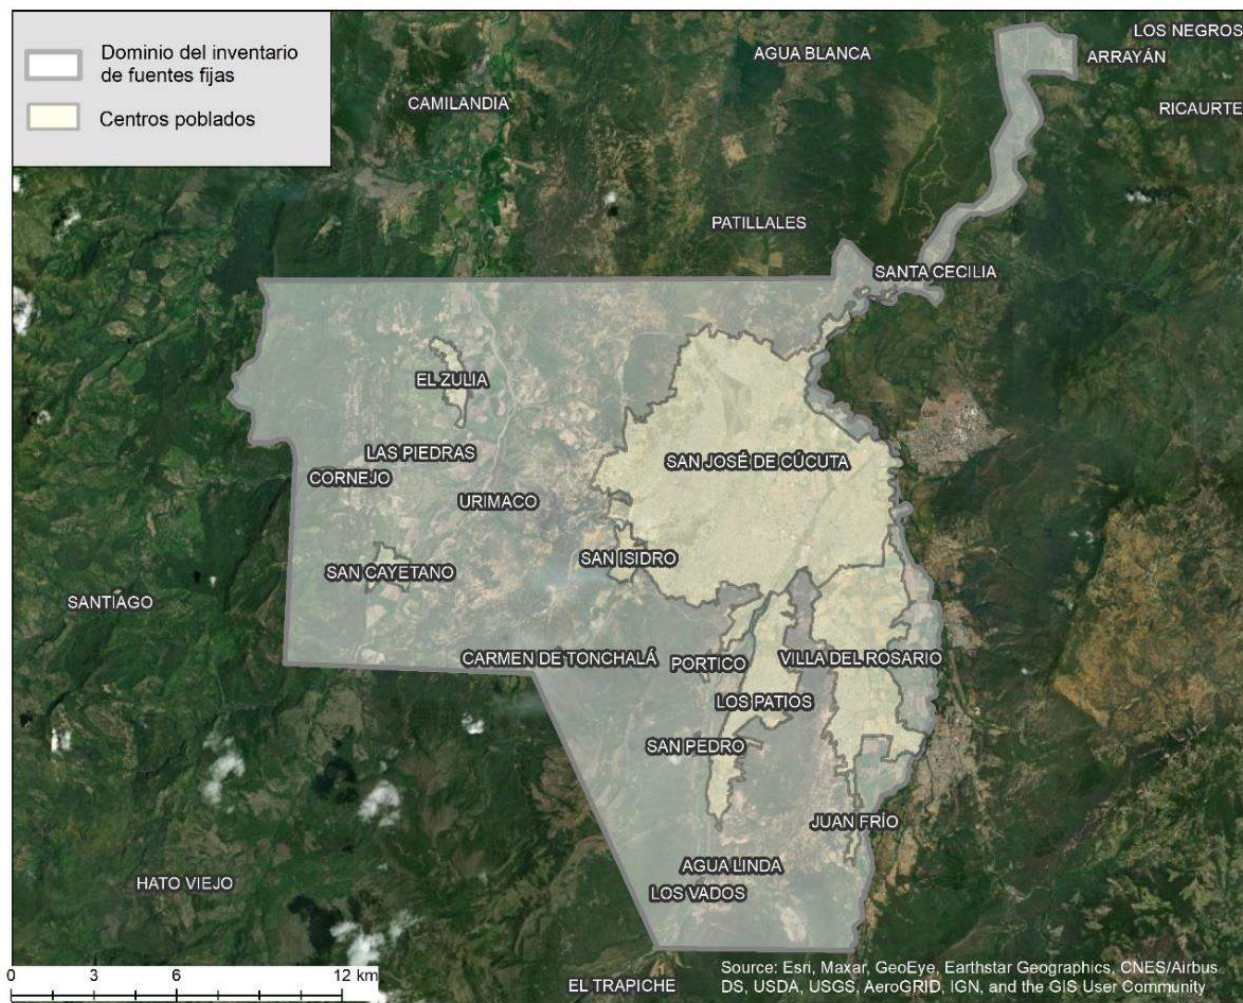 Dominio del inventario
de fuentes fijas
Centros poblados
LOS NEGROS
AGUA BLANCA
ARRAYÁN
CAMILANDIA
RICAURTE
PATILLALES
SANTA CECILIA
EL ZULIA
LAS PIEDRAS
SAN JOSÉ DE CÚCUTA
CORNEJO
URIMACO
SAN ISIDRO
SAN CAYETANO
SANTIAGO
CARMEN DE TONCHALÁ
PORTICO
VILLA DEL ROSARIO
LOS PATIOS
SAN PEDRO
JUAN FRÍO
AGUA LINDA
HATO VIEJO
LOS VADOS
0 3 6 12 km
EL TRAPICHE
Source: Esri, Maxar, GeoEye, Earthstar Geographics, CNES/Airbus
DS, USDA, USGS, AeroGRID, IGN, and the GIS User Community